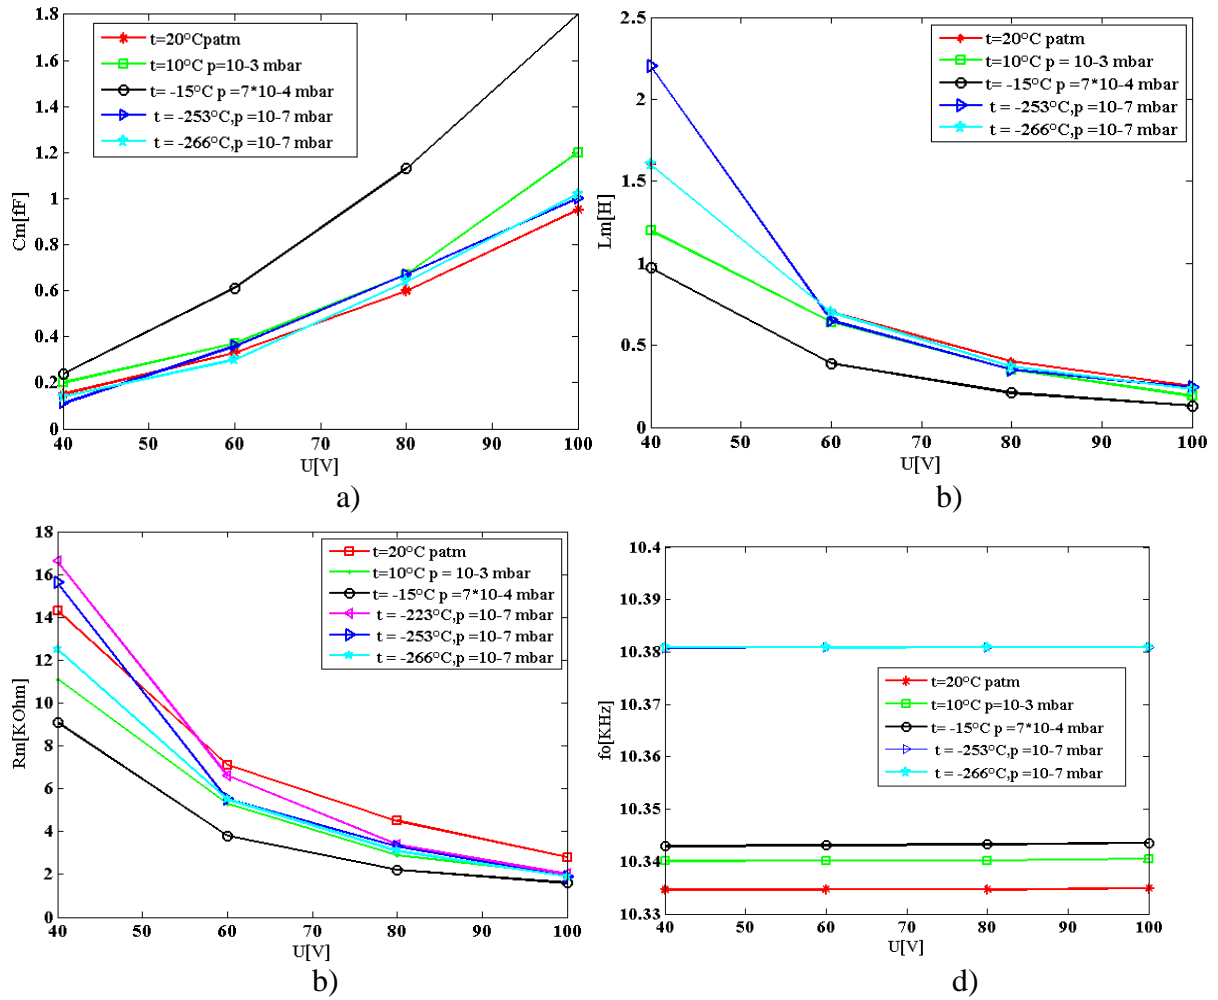 1.8
1.6
1.4
1.2
1
0.8
0.6
0.4
0.2
0
Cm[fF]
t=20°Cpatm
t=10°C p=10-3 mbar
t= -15°C p =7*10-4 mbar
t = -253°C,p =10-7 mbar
t = -266°C,p =10-7 mbar
40 50 60 70 80 90 100
U[V]
a)
2.5
2
1.5
1
0.5
0
Lm[H]
t=20°C patm
t=10°C p = 10-3 mbar
t= -15°C p =7*10-4 mbar
t = -253°C,p =10-7 mbar
t = -266°C,p =10-7 mbar
40 50 60 70 80 90 100
U[V]
b)
18
16
14
12
10
8
6
4
2
0
Rm[KOhm]
t=20°C patm
t=10°C p = 10-3 mbar
t= -15°C p =7*10-4 mbar
t = -223°C,p =10-7 mbar
t = -253°C,p =10-7 mbar
t = -266°C,p =10-7 mbar
40 50 60 70 80 90 100
U[V]
b)
10.4
10.39
10.38
10.37
10.36
10.35
10.34
10.33
fo[KHz]
t=20°C patm
t=10°C p=10-3 mbar
t= -15°C p =7*10-4 mbar
t = -253°C,p =10-7 mbar
t = -266°C,p =10-7 mbar
40 50 60 70 80 90 100
U[V]
d)